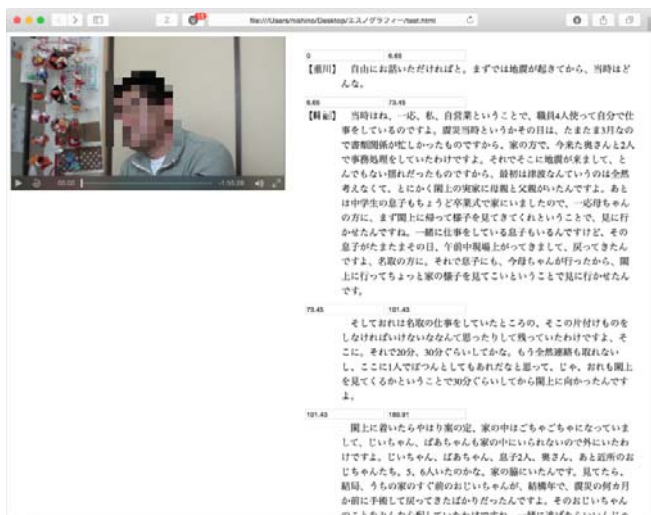 file:///Users/nishino/Desktop/エスノグラフィー/test.html
00:00
-1:50:08
0 6.65
【重川】 自由にお話いただければと。まずでは地震が起きてから、当時はど
んな。
6.65 73.45
当時はね、一応、私、自営業ということで、職員4人使って自分で仕
事をしているのですよ。震災当時というかその日は、たまたま3月なの
で書類関係が忙しかったものですから、家の方で、今来た奥さんと2人
で事務処理をしていたわけですよ。それでそこに地震が来まして、と
んでもない揺れだったものですから、最初は津波なんていうのは全然
考えなくて、とにかく閖上の実家に母親と父親がいたんですよ。あと
は中学生の息子もちょうど卒業式で家にいましたので、一応母ちゃん
の方に、まず閖上に帰って様子を見てきてくれということで、見に行
かせたんですね。一緒に仕事をしている息子もいるんですけど、その
息子がたまたまその日、午前中現場上がってきまして、戻ってきたん
ですよ、名取の方に。それで息子にも、今母ちゃんが行ったから、閖
上に行ってちょっと家の様子を見てこいということで見に行かせたん
です。
73.45 101.43
そしておれは名取の仕事をしていたところの、そこの片付けものを
しなければいけないななんて思ったりして残っていたわけですよ、そ
こに。それで20分、30分ぐらいしてかな。もう全然連絡も取れない
し、ここに1人でぽつんとしてもあれだなと思って、じゃ、おれも閖上
を見てくるかということで30分ぐらいしてから閖上に向かったんです
よ。
101.43 180.91
閖上に着いたらやはり案の定、家の中はごちゃごちゃになっていま
して、じいちゃん、ばあちゃんも家の中にいられないので外にいたわ
けですよ。じいちゃん、ばあちゃん、息子2人、奥さん、あと近所のお
じちゃんたち。5、6人いたのかな。家の脇にいたんです。見てたら、
結局、うちの家のすぐ前のおじいちゃんが、結構年で、震災の何カ月
か前に手術して戻ってきたばかりだったんですよ。そのおじいちゃん